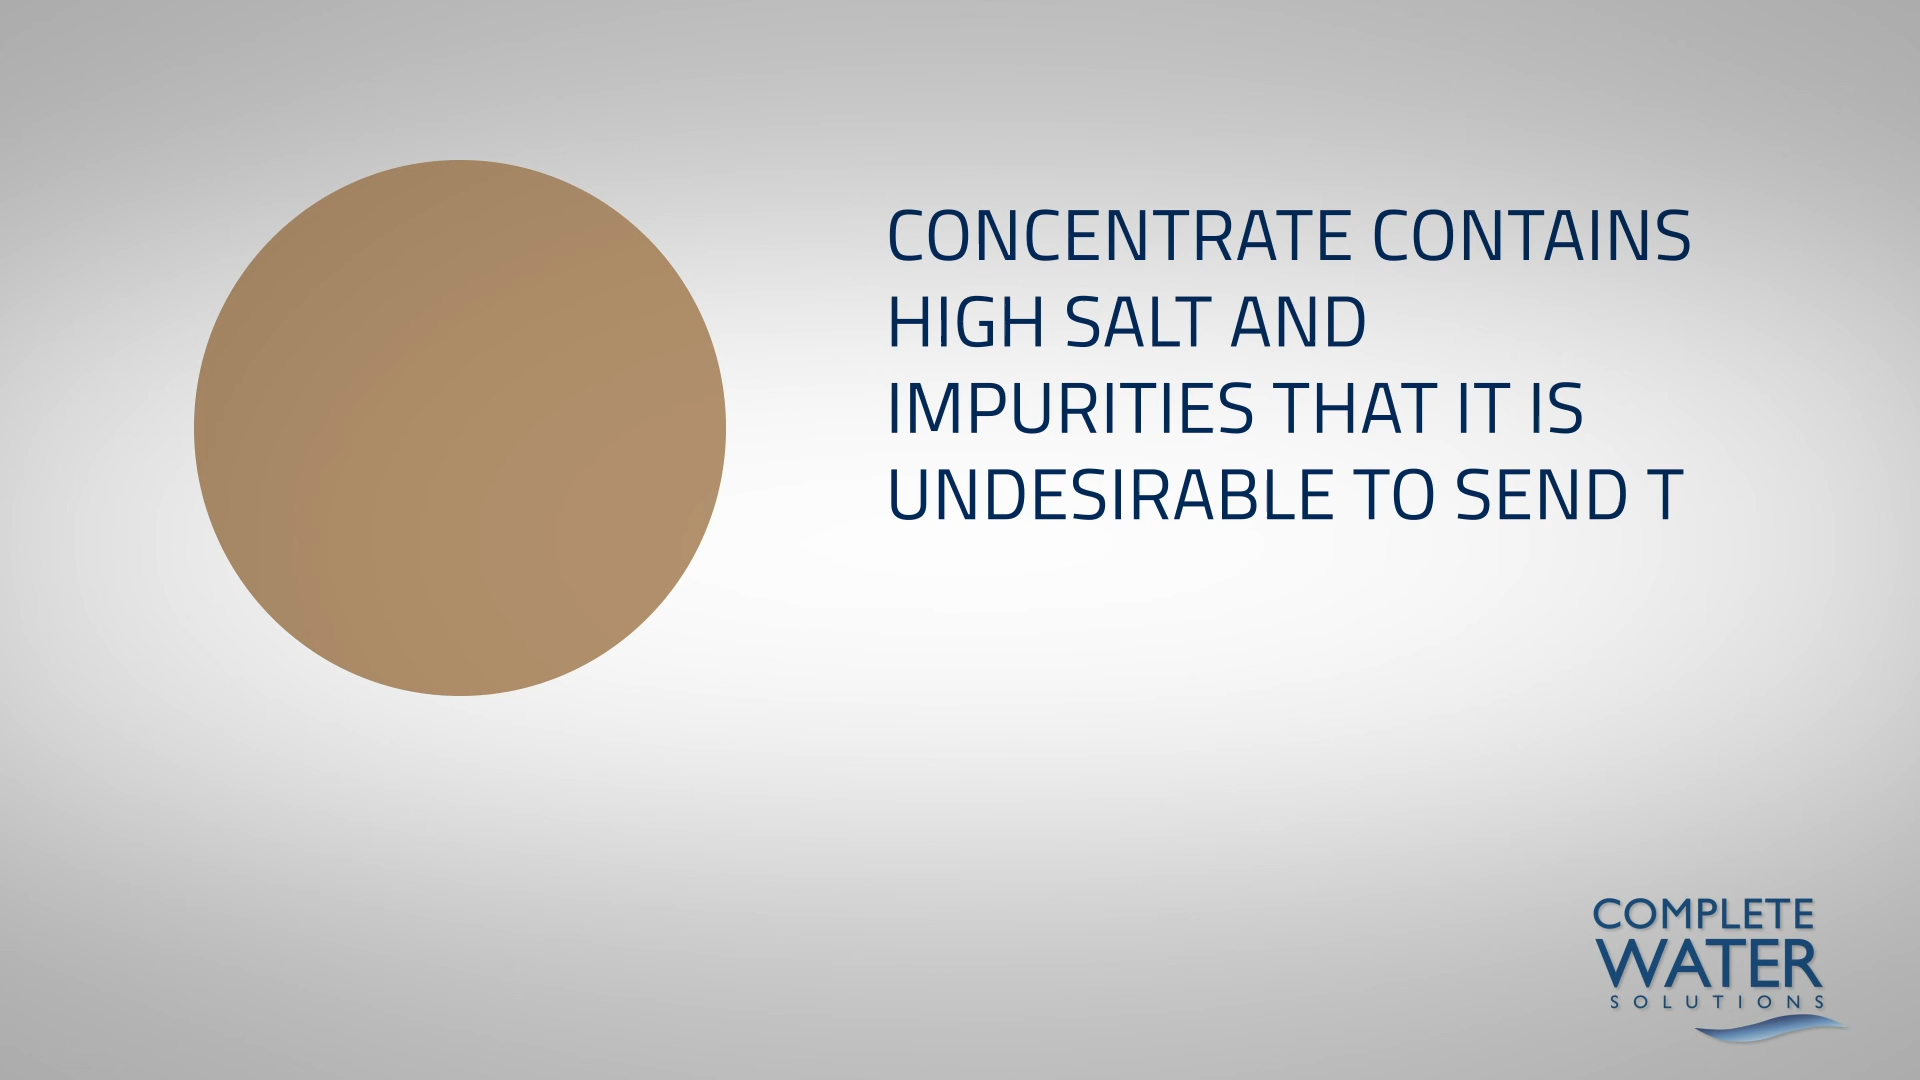 CONCENTRATE CONTAINS
HIGH SALT AND
IMPURITIES THAT IT IS
UNDESIRABLE TO SEND T
COMPLETE
WATER
SOLUTIONS